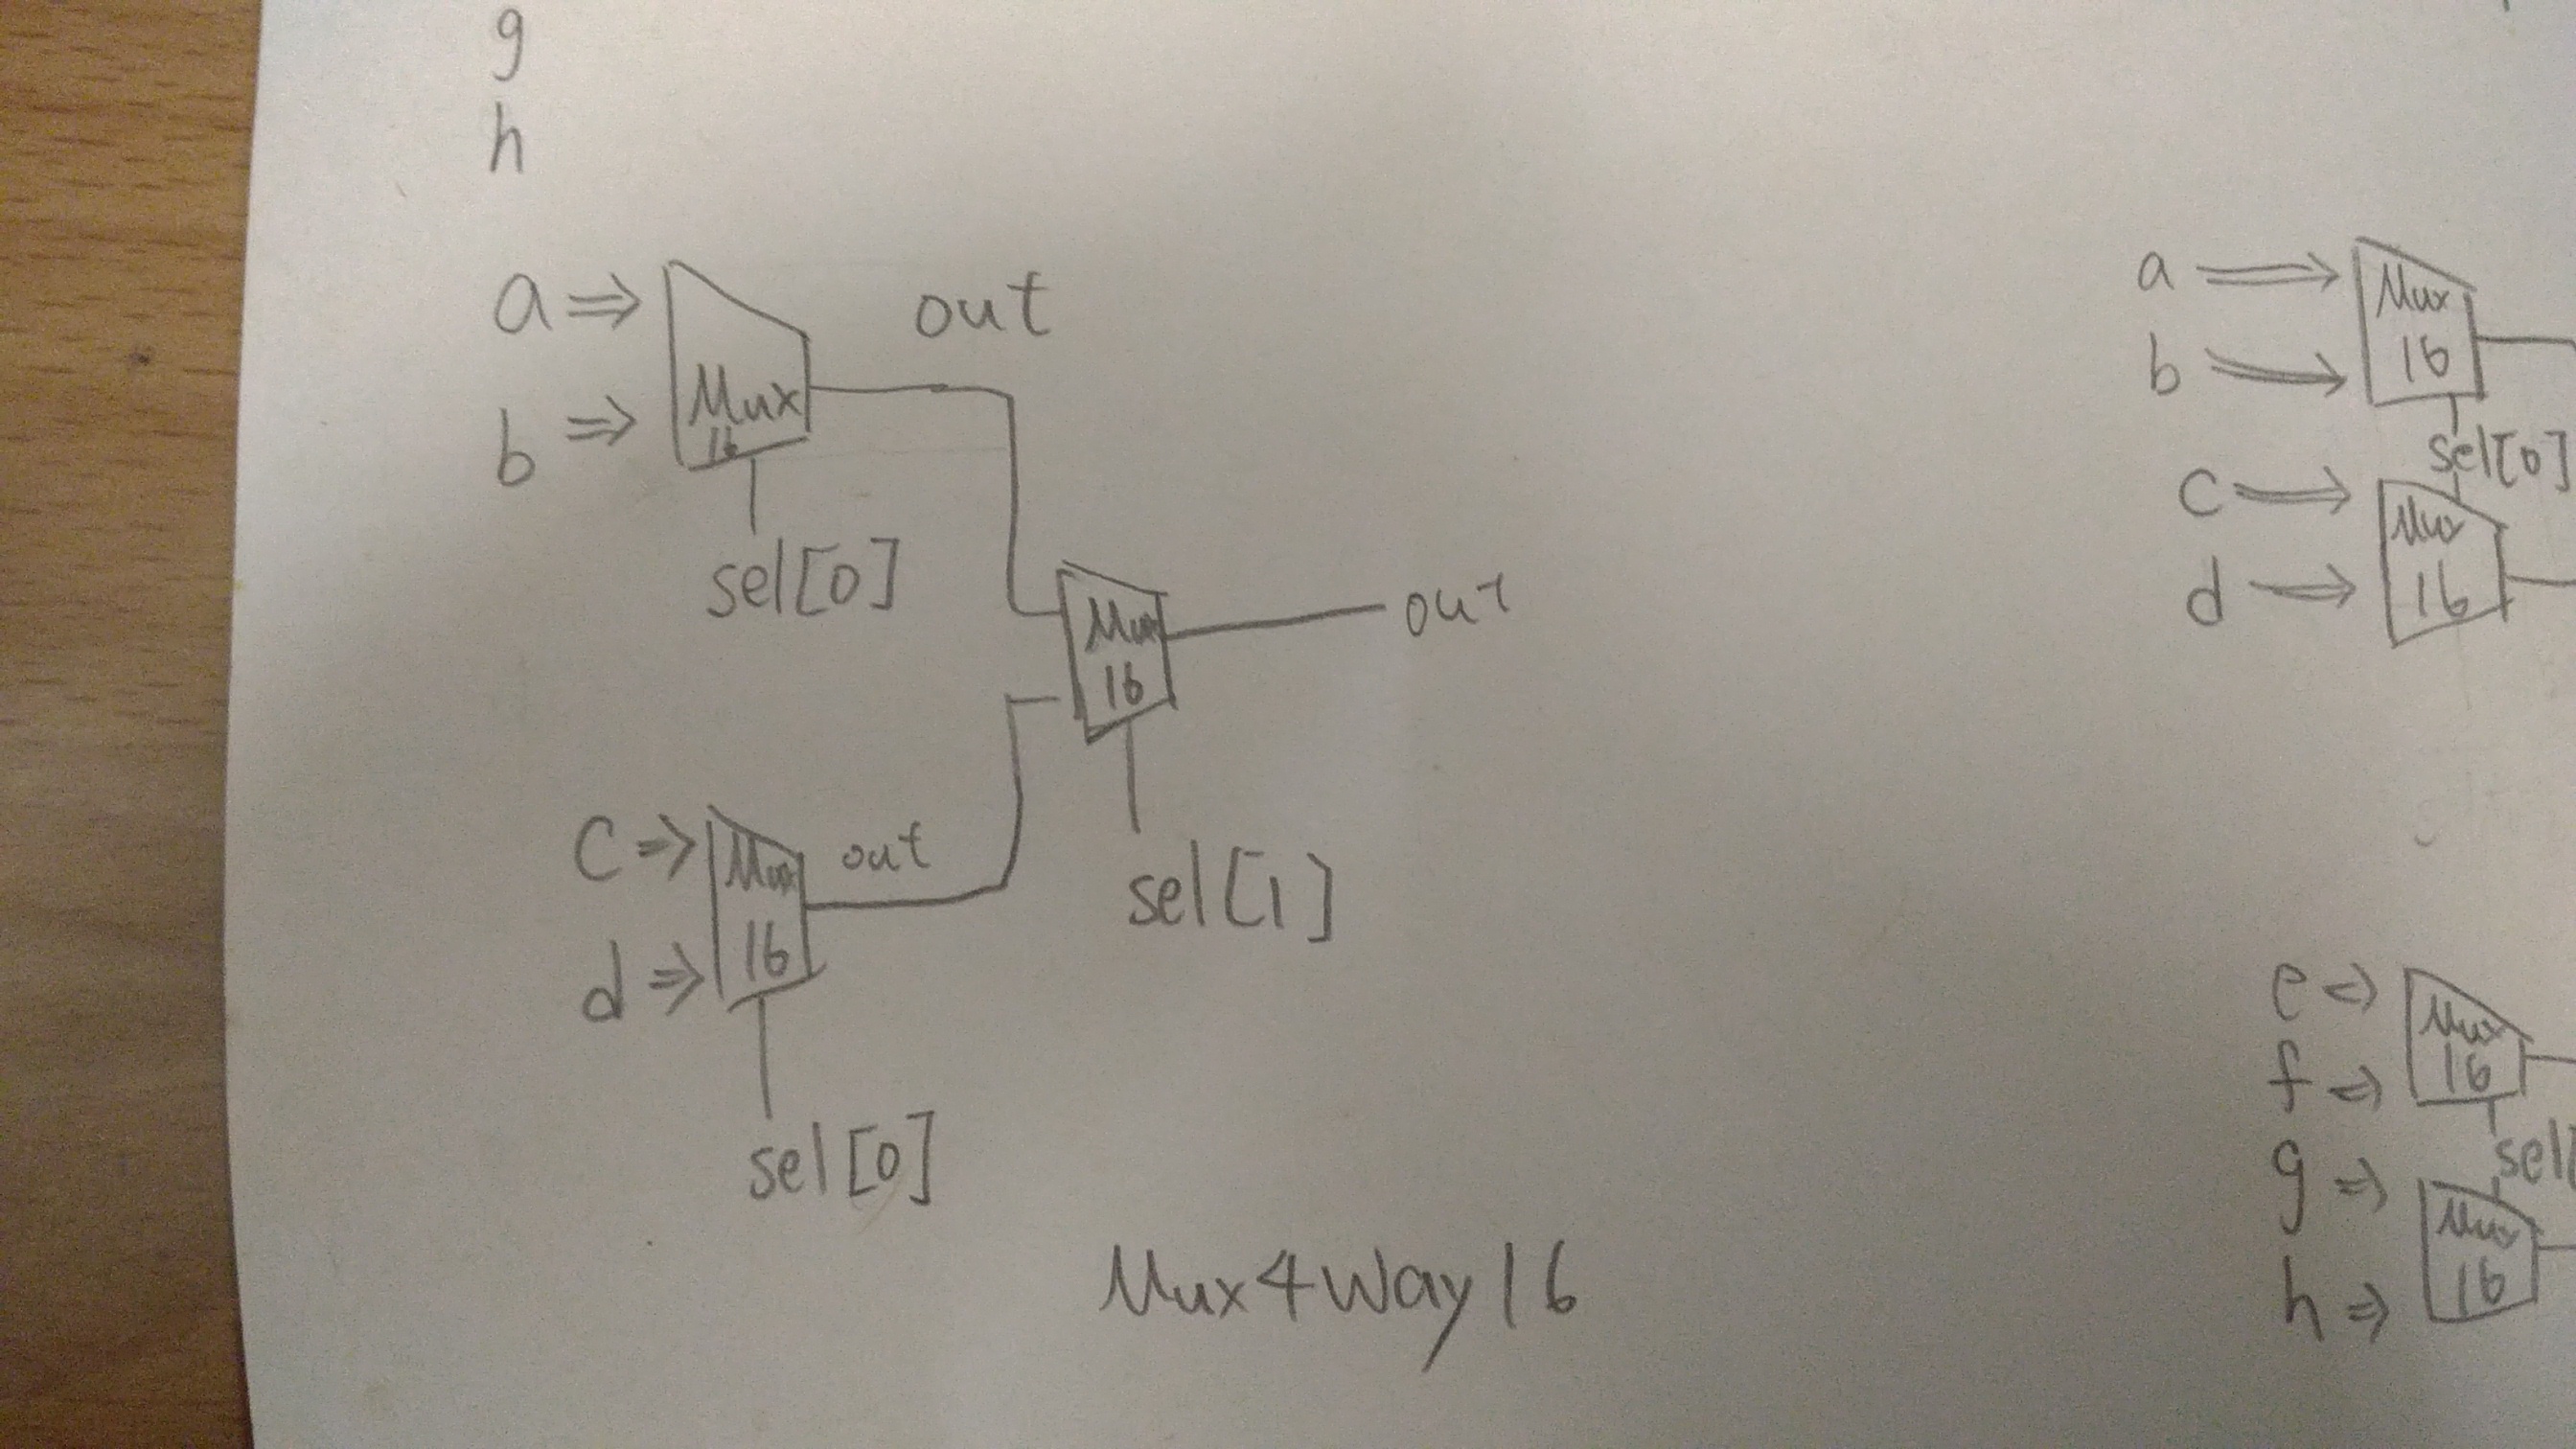 g
h
a ⇒
Mux
16
out
b ⇒
sel[0]
Mux
16
out
sel[1]
c ⇒
Mux
16
out
d ⇒
sel[0]
Mux4Way16
a ⇒
Mux
16
b ⇒
sel[0]
c ⇒
Mux
16
d ⇒
e ⇒
Mux
16
f ⇒
sel[
g ⇒
Mux
16
h ⇒